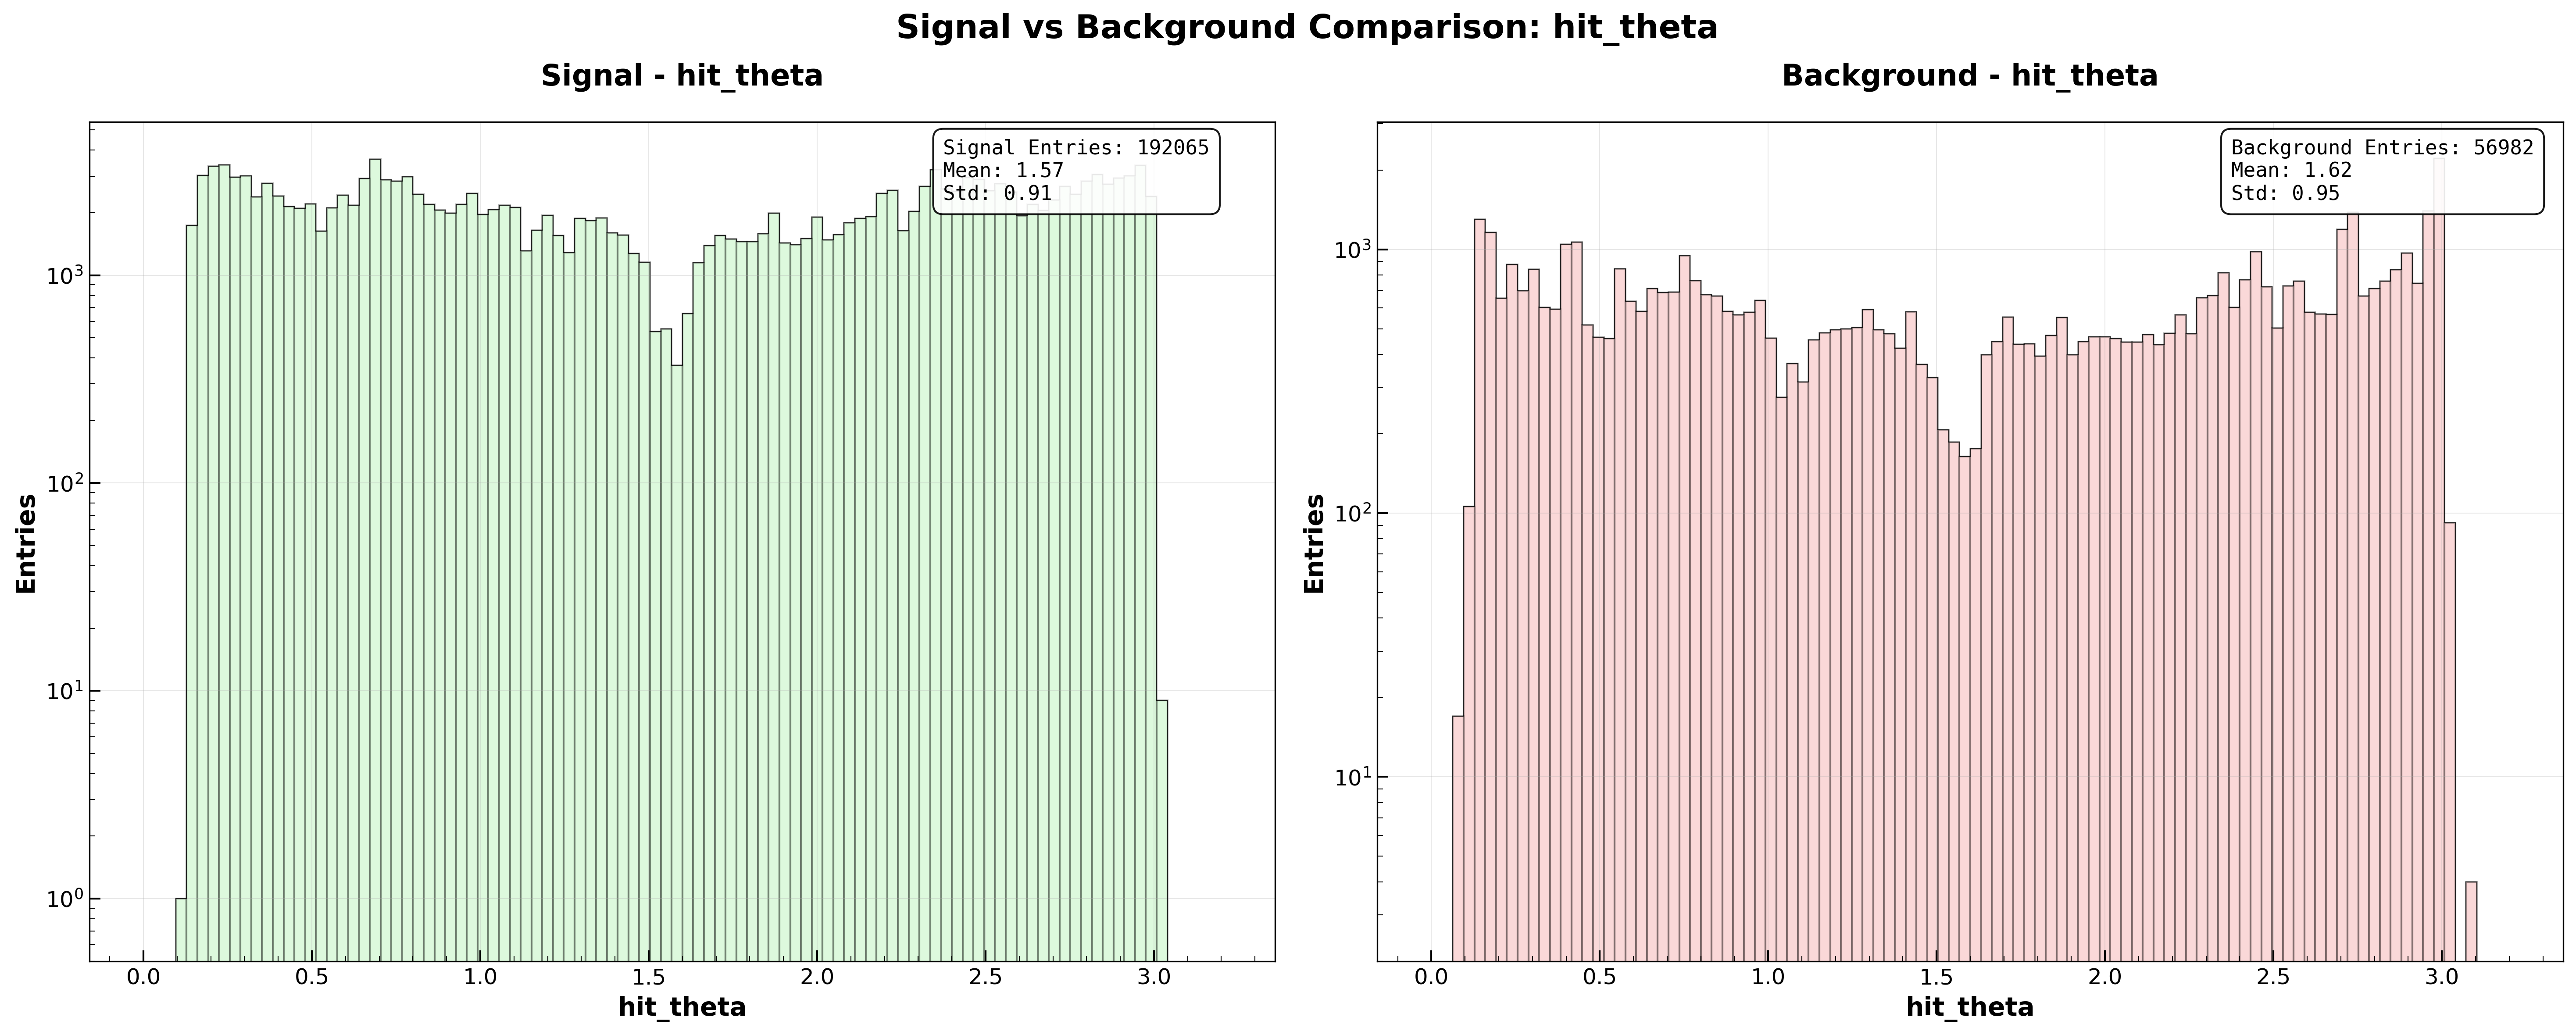 Signal vs Background Comparison: hit_theta
Signal - hit_theta
Signal Entries: 192065
Mean: 1.57
Std: 0.91
10³
10²
10¹
10⁰
Entries
0.0 0.5 1.0 1.5 2.0 2.5 3.0
hit_theta
Background - hit_theta
Background Entries: 56982
Mean: 1.62
Std: 0.95
10³
10²
10¹
Entries
0.0 0.5 1.0 1.5 2.0 2.5 3.0
hit_theta